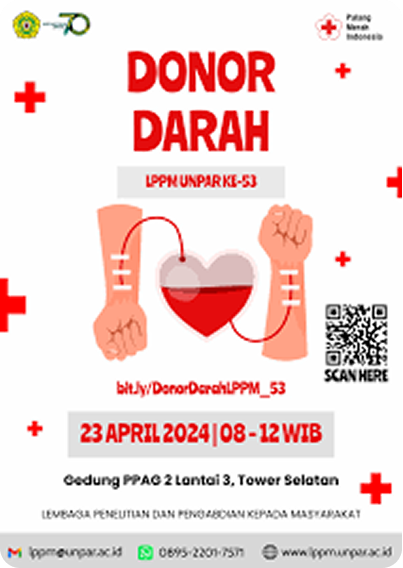 70
Palang
Merah
Indonesia
DONOR
DARAH
LPPM UNPAR KE-53
SCAN HERE
bit.ly/DonorDarahLPPM_53
23 APRIL 2024 | 08 - 12 WIB
Gedung PPAG 2 Lantai 3, Tower Selatan
LEMBAGA PENELITIAN DAN PENGABDIAN KEPADA MASYARAKAT
lppm@unpar.ac.id 0895-2201-7571 www.lppm.unpar.ac.id